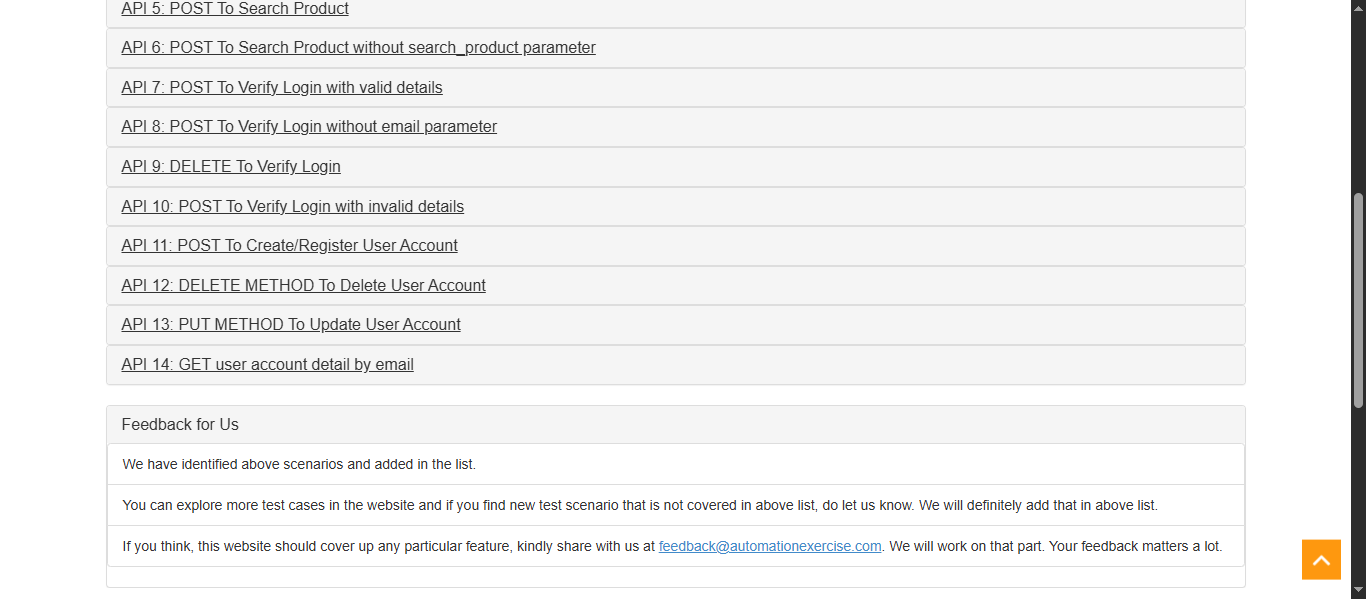 API 5: POST To Search Product
API 6: POST To Search Product without search_product parameter
API 7: POST To Verify Login with valid details
API 8: POST To Verify Login without email parameter
API 9: DELETE To Verify Login
API 10: POST To Verify Login with invalid details
API 11: POST To Create/Register User Account
API 12: DELETE METHOD To Delete User Account
API 13: PUT METHOD To Update User Account
API 14: GET user account detail by email
Feedback for Us
We have identified above scenarios and added in the list.
You can explore more test cases in the website and if you find new test scenario that is not covered in above list, do let us know. We will definitely add that in above list.
If you think, this website should cover up any particular feature, kindly share with us at feedback@automationexercise.com. We will work on that part. Your feedback matters a lot.